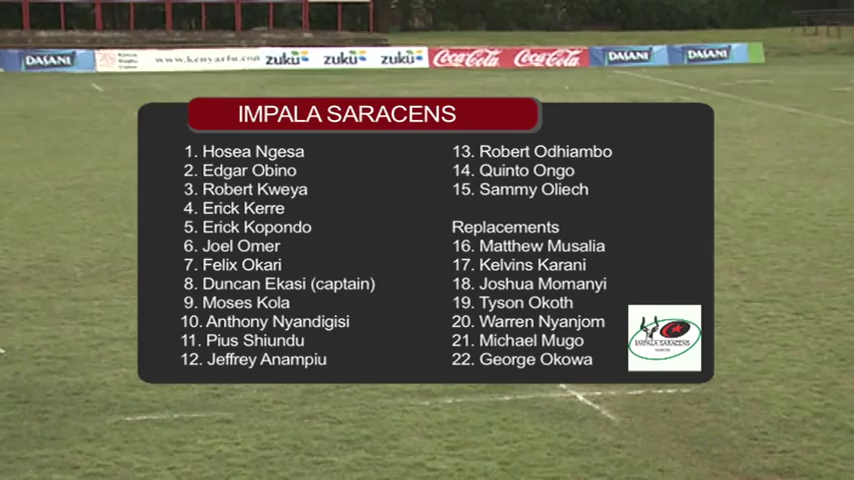 DASANI
www.kenyarfu.com
zuku zuku zuku
Coca-Cola Coca-Cola
DASANI DASANI
IMPALA SARACENS
1. Hosea Ngesa
2. Edgar Obino
3. Robert Kweya
4. Erick Kerre
5. Erick Kopondo
6. Joel Omer
7. Felix Okari
8. Duncan Ekasi (captain)
9. Moses Kola
10. Anthony Nyandigisi
11. Pius Shiundu
12. Jeffrey Anampiu
13. Robert Odhiambo
14. Quinto Ongo
15. Sammy Oliech
Replacements
16. Matthew Musalia
17. Kelvins Karani
18. Joshua Momanyi
19. Tyson Okoth
20. Warren Nyanjom
21. Michael Mugo
22. George Okowa
IMPALA SARACENS